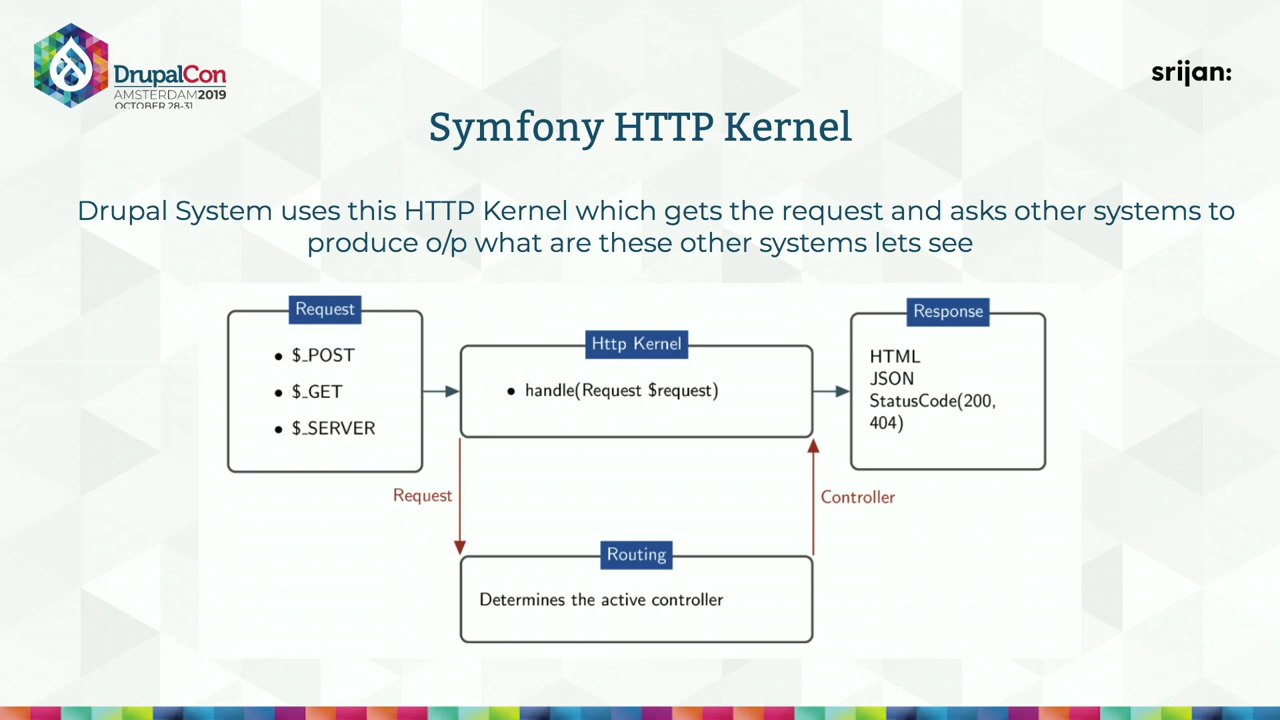 DrupalCon
AMSTERDAM2019
OCTOBER 28-31
srijan:
Symfony HTTP Kernel
Drupal System uses this HTTP Kernel which gets the request and asks other systems to
produce o/p what are these other systems lets see
Request
• $_POST
• $_GET
• $_SERVER
Http Kernel
• handle(Request $request)
Response
HTML
JSON
StatusCode(200,
404)
Request
Controller
Routing
Determines the active controller